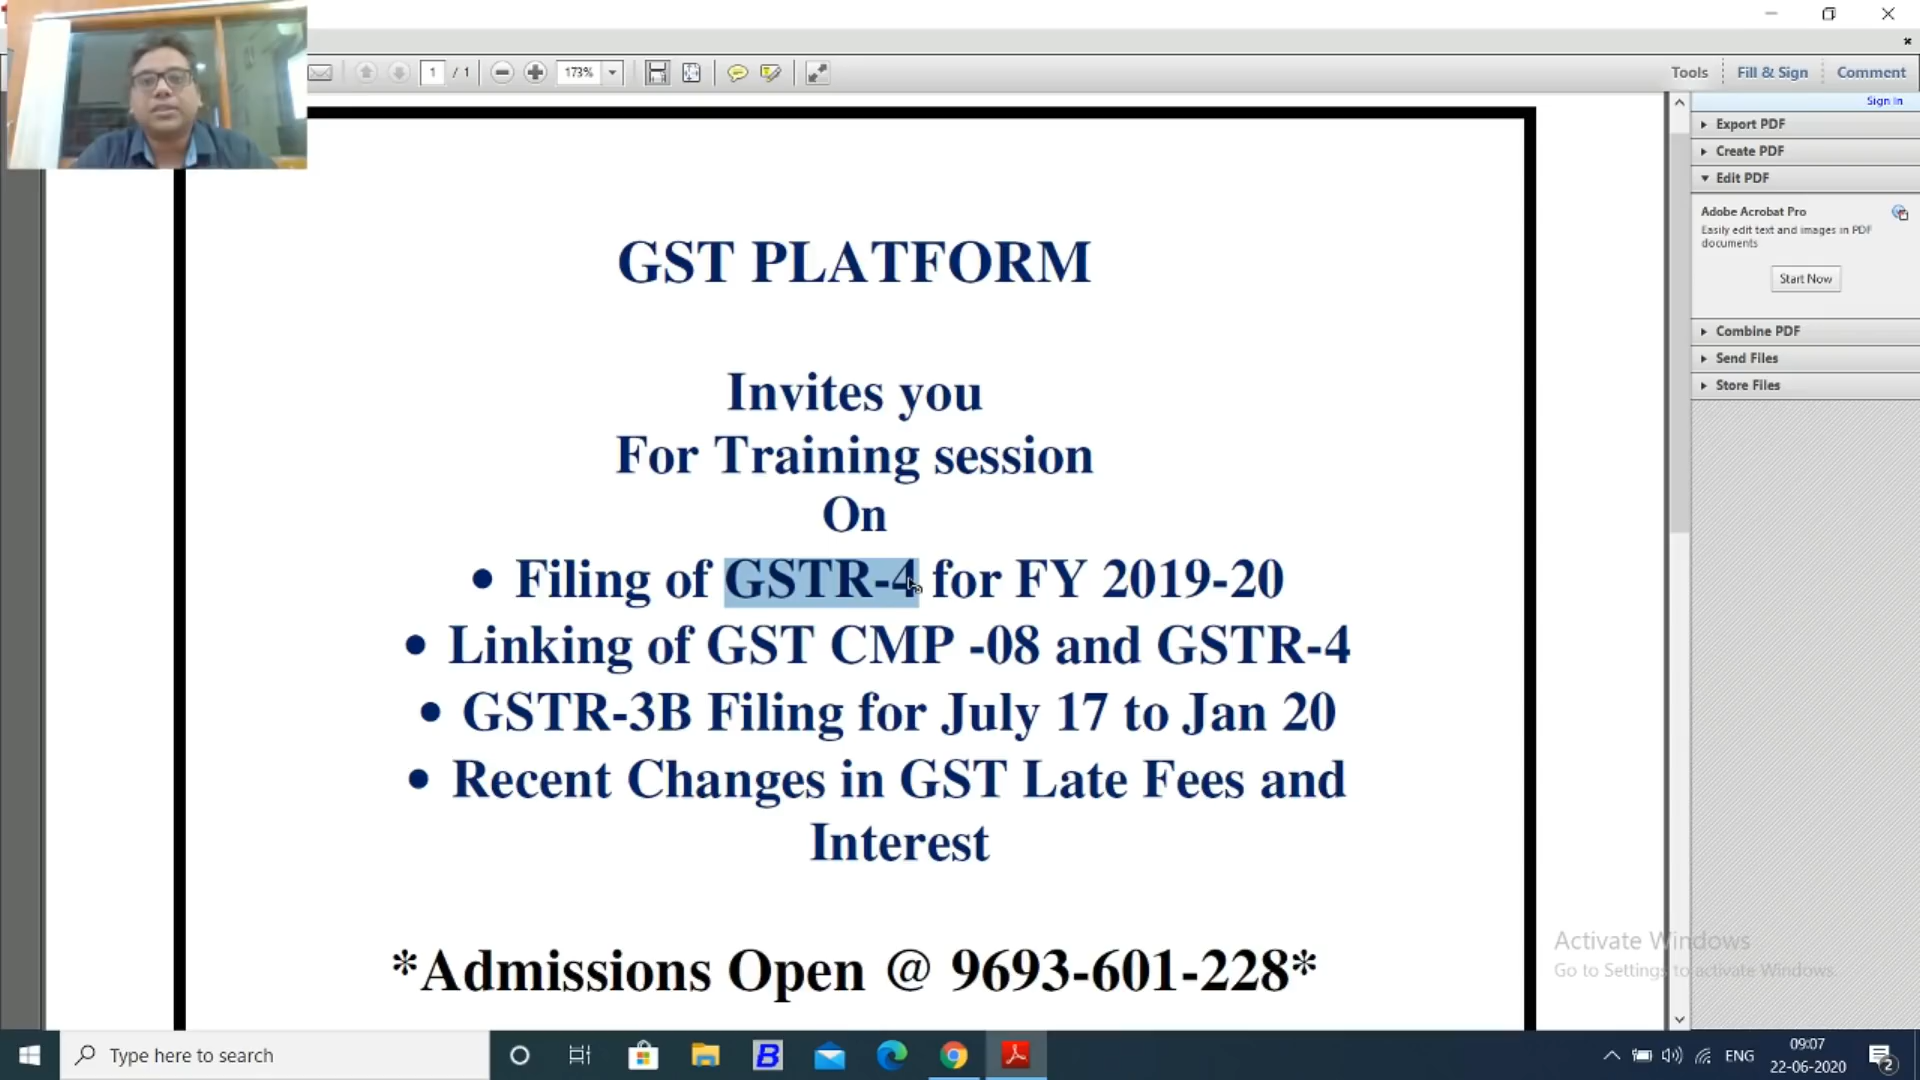 1 / 1
173%
Tools
Fill & Sign
Comment
Sign In
Export PDF
Create PDF
Edit PDF
Adobe Acrobat Pro
Easily edit text and images in PDF
documents
Start Now
Combine PDF
Send Files
Store Files
GST PLATFORM
Invites you
For Training session
On
• Filing of GSTR-4 for FY 2019-20
• Linking of GST CMP -08 and GSTR-4
• GSTR-3B Filing for July 17 to Jan 20
• Recent Changes in GST Late Fees and
Interest
*Admissions Open @ 9693-601-228*
Activate Windows
Go to Settings to activate Windows.
Type here to search
B
ENG
09:07
22-06-2020
2